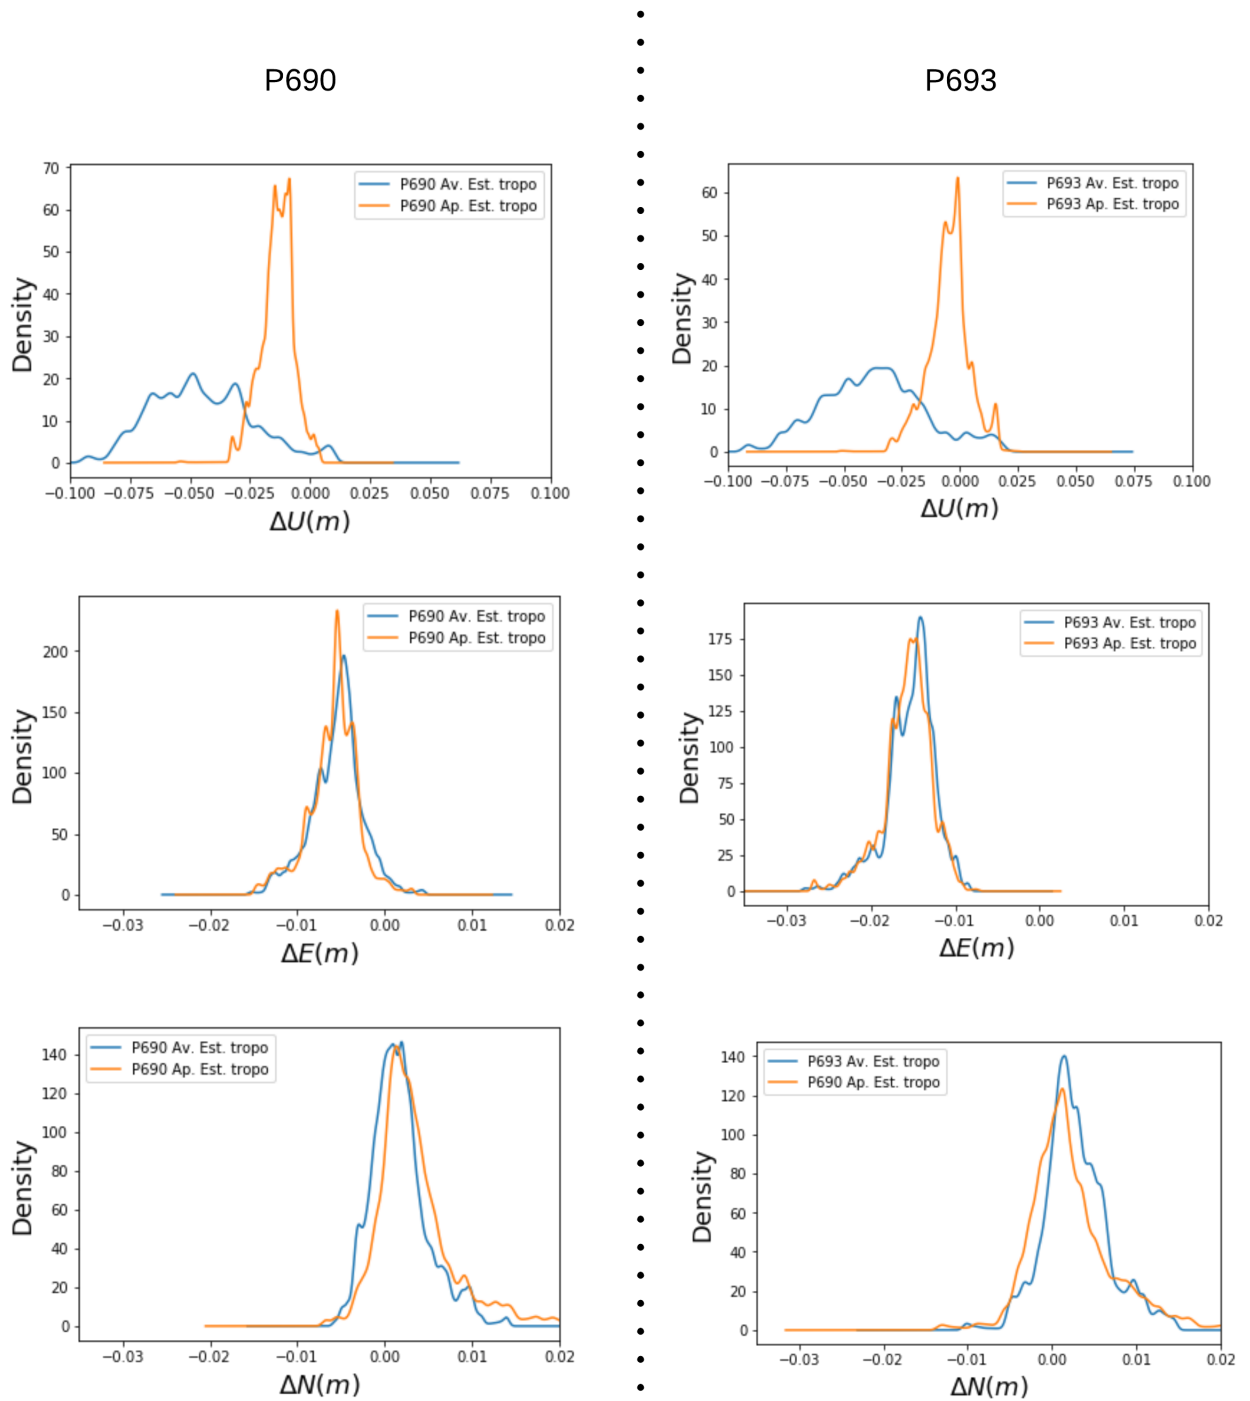 P690
P693
70
60
50
40
30
20
10
0
Density
P690 Av. Est. tropo
P690 Ap. Est. tropo
−0.100 −0.075 −0.050 −0.025 0.000 0.025 0.050 0.075 0.100
ΔU(m)
60
50
40
30
20
10
0
Density
P693 Av. Est. tropo
P693 Ap. Est. tropo
−0.100 −0.075 −0.050 −0.025 0.000 0.025 0.050 0.075 0.100
ΔU(m)
200
150
100
50
0
Density
P690 Av. Est. tropo
P690 Ap. Est. tropo
−0.03 −0.02 −0.01 0.00 0.01 0.02
ΔE(m)
175
150
125
100
75
50
25
0
Density
P693 Av. Est. tropo
P693 Ap. Est. tropo
−0.03 −0.02 −0.01 0.00 0.01 0.02
ΔE(m)
140
120
100
80
60
40
20
0
Density
P690 Av. Est. tropo
P690 Ap. Est. tropo
−0.03 −0.02 −0.01 0.00 0.01 0.02
ΔN(m)
140
120
100
80
60
40
20
0
Density
P693 Av. Est. tropo
P690 Ap. Est. tropo
−0.03 −0.02 −0.01 0.00 0.01 0.02
ΔN(m)